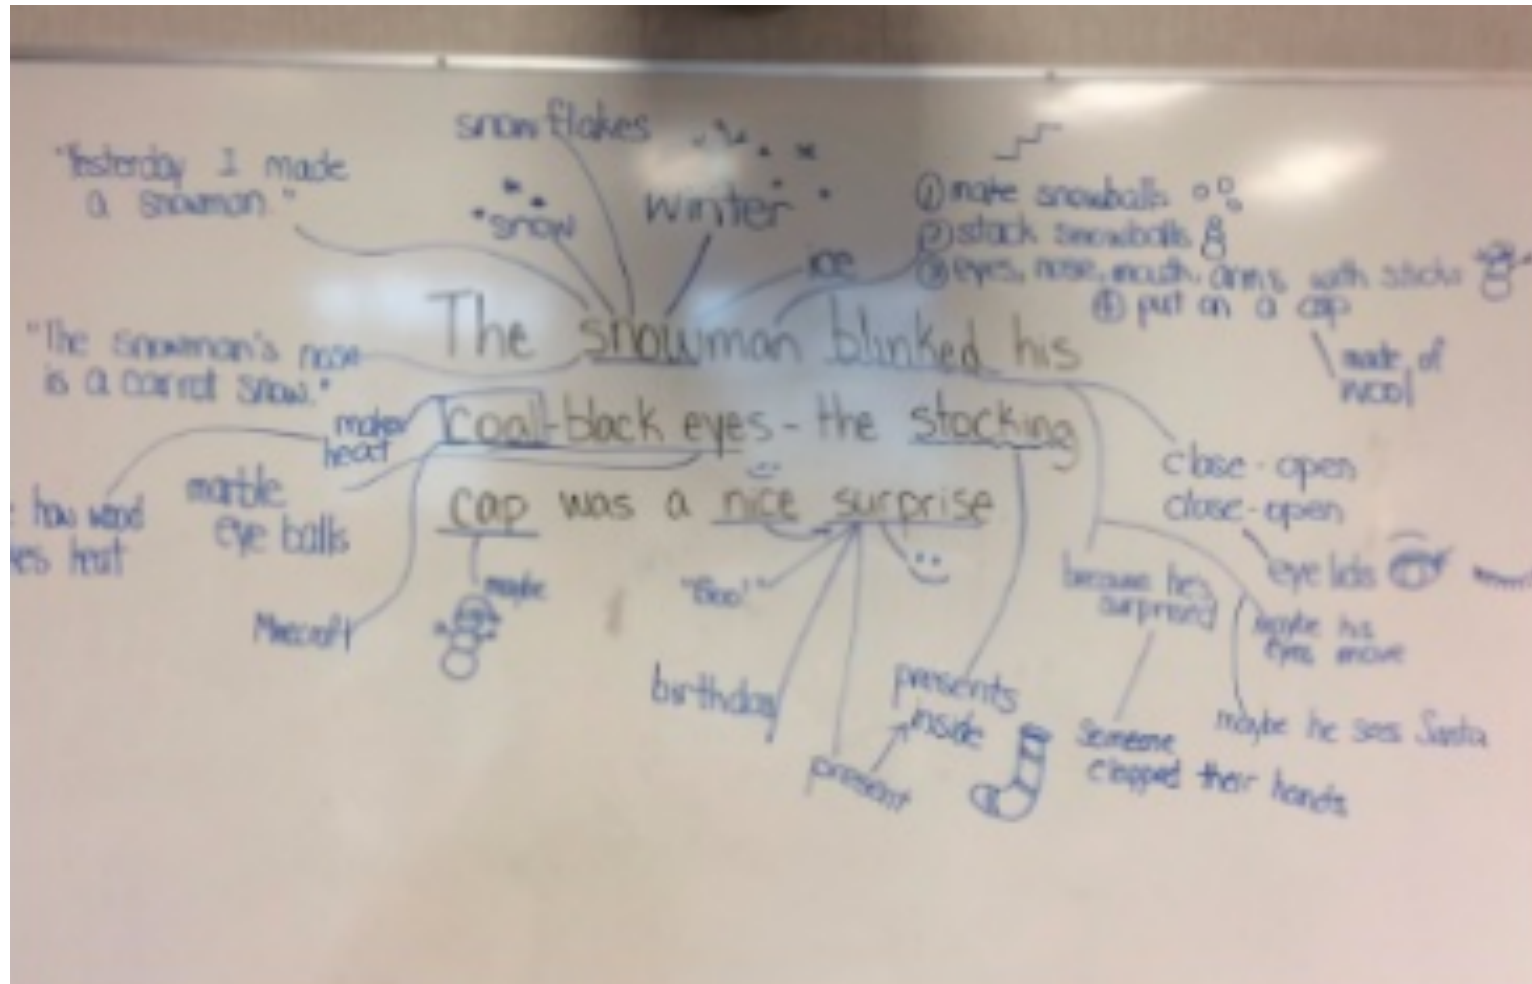 snowflakes
"Yesterday I made
a snowman."
snow
winter
ice
① make snowballs
② stack snowballs
③ eyes, nose, mouth, arms with sticks
④ put on a cap
made of
wool
The snowman blinked his
"The snowman's nose
is a carrot snow."
coal-black eyes - the stocking
makes
heat
how wood
heat
marble
eye balls
Minecraft
cap was a nice surprise
maybe
"Boo!"
birthday
present
presents
inside
close-open
close-open
eye lids
because he
surprised
maybe his
eyes move
maybe he sees Santa
someone
clapped their hands